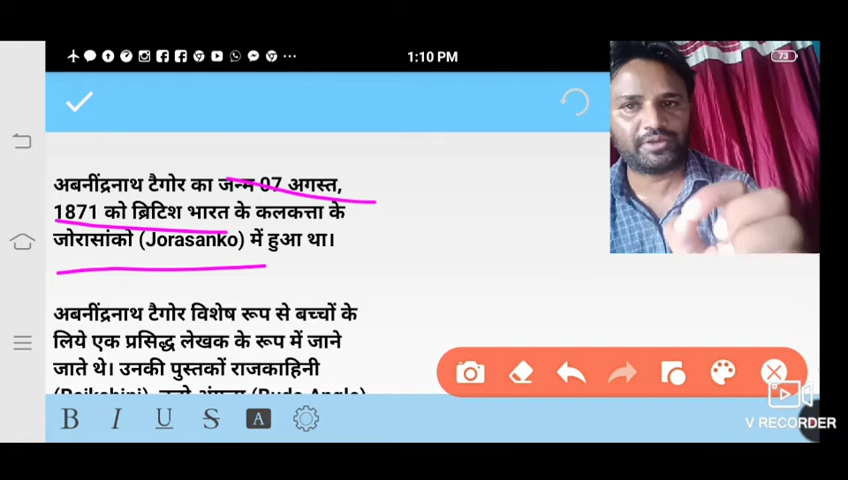 1:10 PM
73
अबनींद्रनाथ टैगोर का जन्म 07 अगस्त,
1871 को ब्रिटिश भारत के कलकत्ता के
जोरासांको (Jorasanko) में हुआ था।
अबनींद्रनाथ टैगोर विशेष रूप से बच्चों के
लिये एक प्रसिद्ध लेखक के रूप में जाने
जाते थे। उनकी पुस्तकों राजकाहिनी
B I U S A
V RECORDER